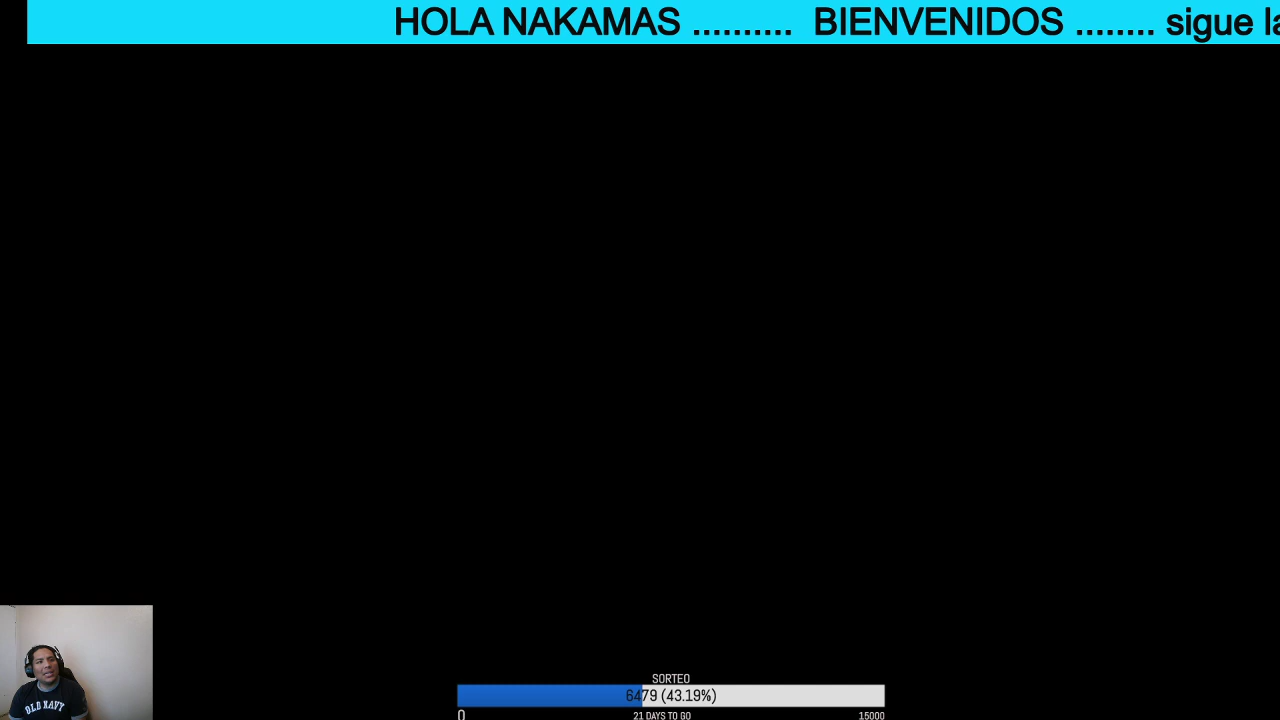 HOLA NAKAMAS .......... BIENVENIDOS ........ sigue la
OLD NAVY
SORTEO
6479 (43.19%)
0 21 DAYS TO GO 15000